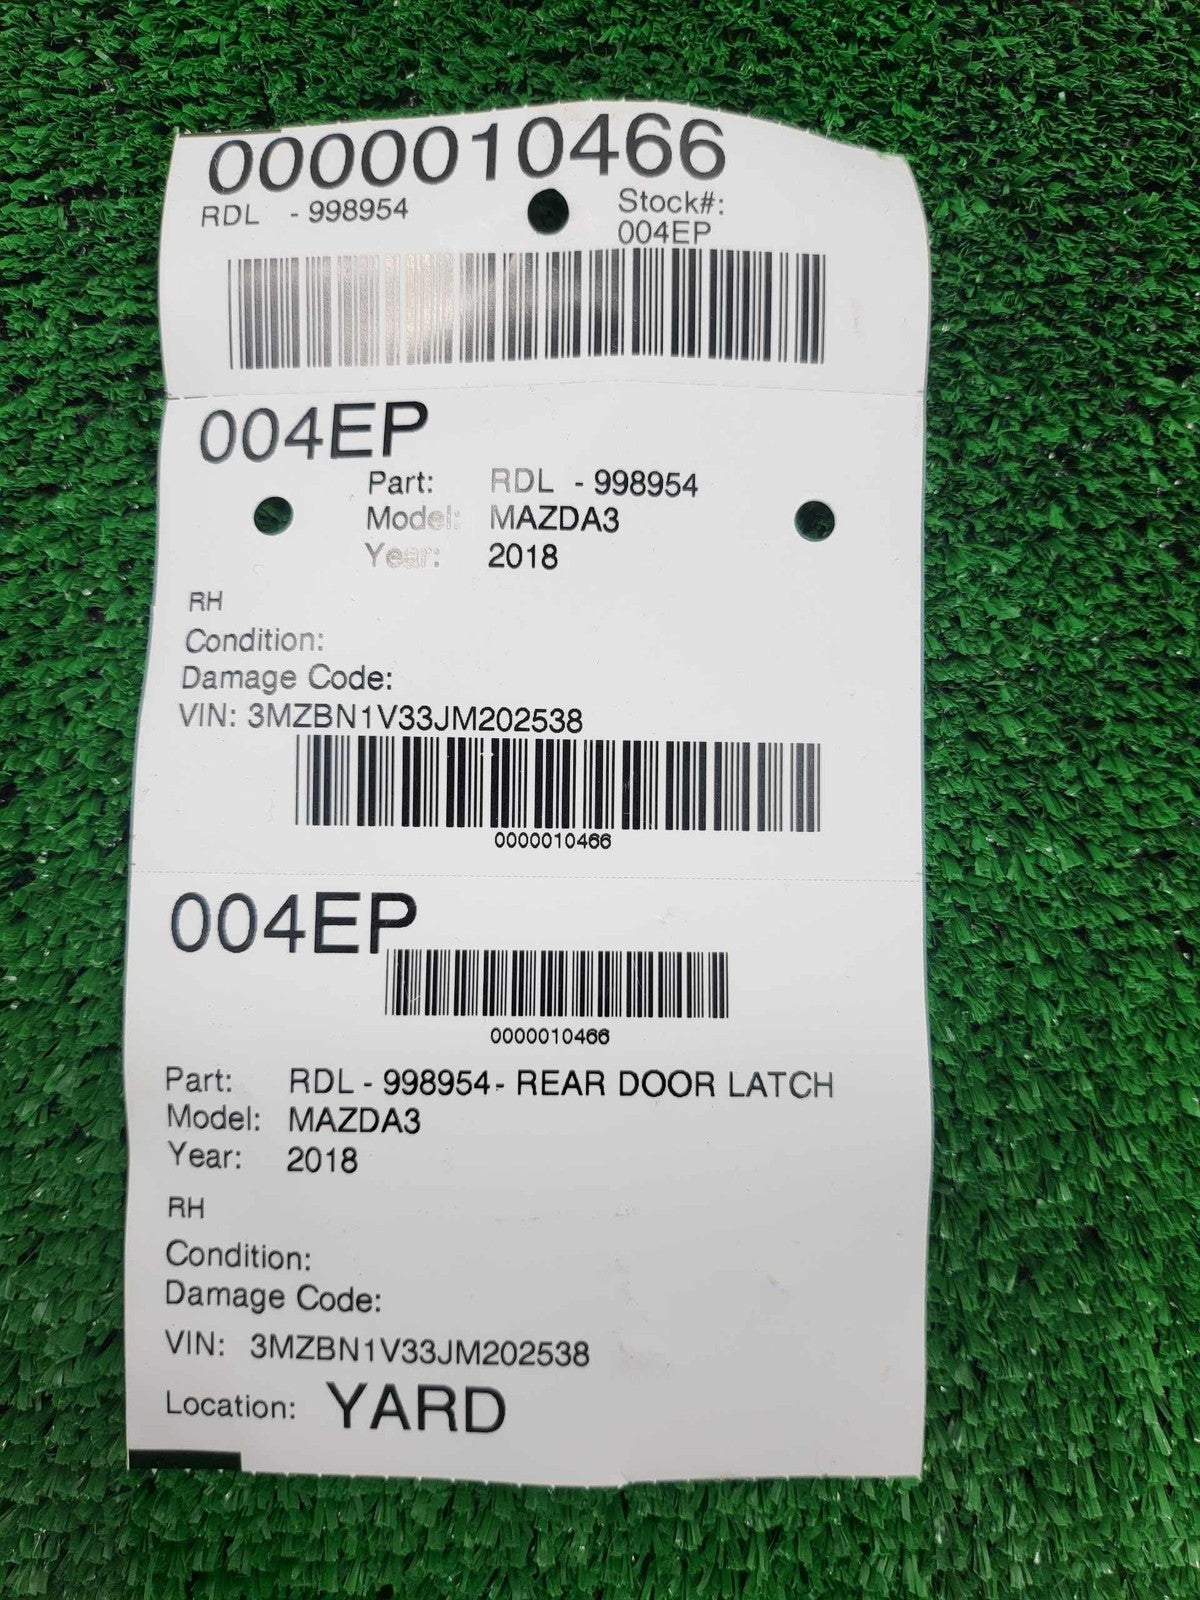 0000010466
RDL - 998954
Stock#:
004EP
004EP
Part: RDL - 998954
Model: MAZDA3
Year: 2018
RH
Condition:
Damage Code:
VIN: 3MZBN1V33JM202538
0000010466
004EP
0000010466
Part: RDL - 998954- REAR DOOR LATCH
Model: MAZDA3
Year: 2018
RH
Condition:
Damage Code:
VIN: 3MZBN1V33JM202538
Location: YARD